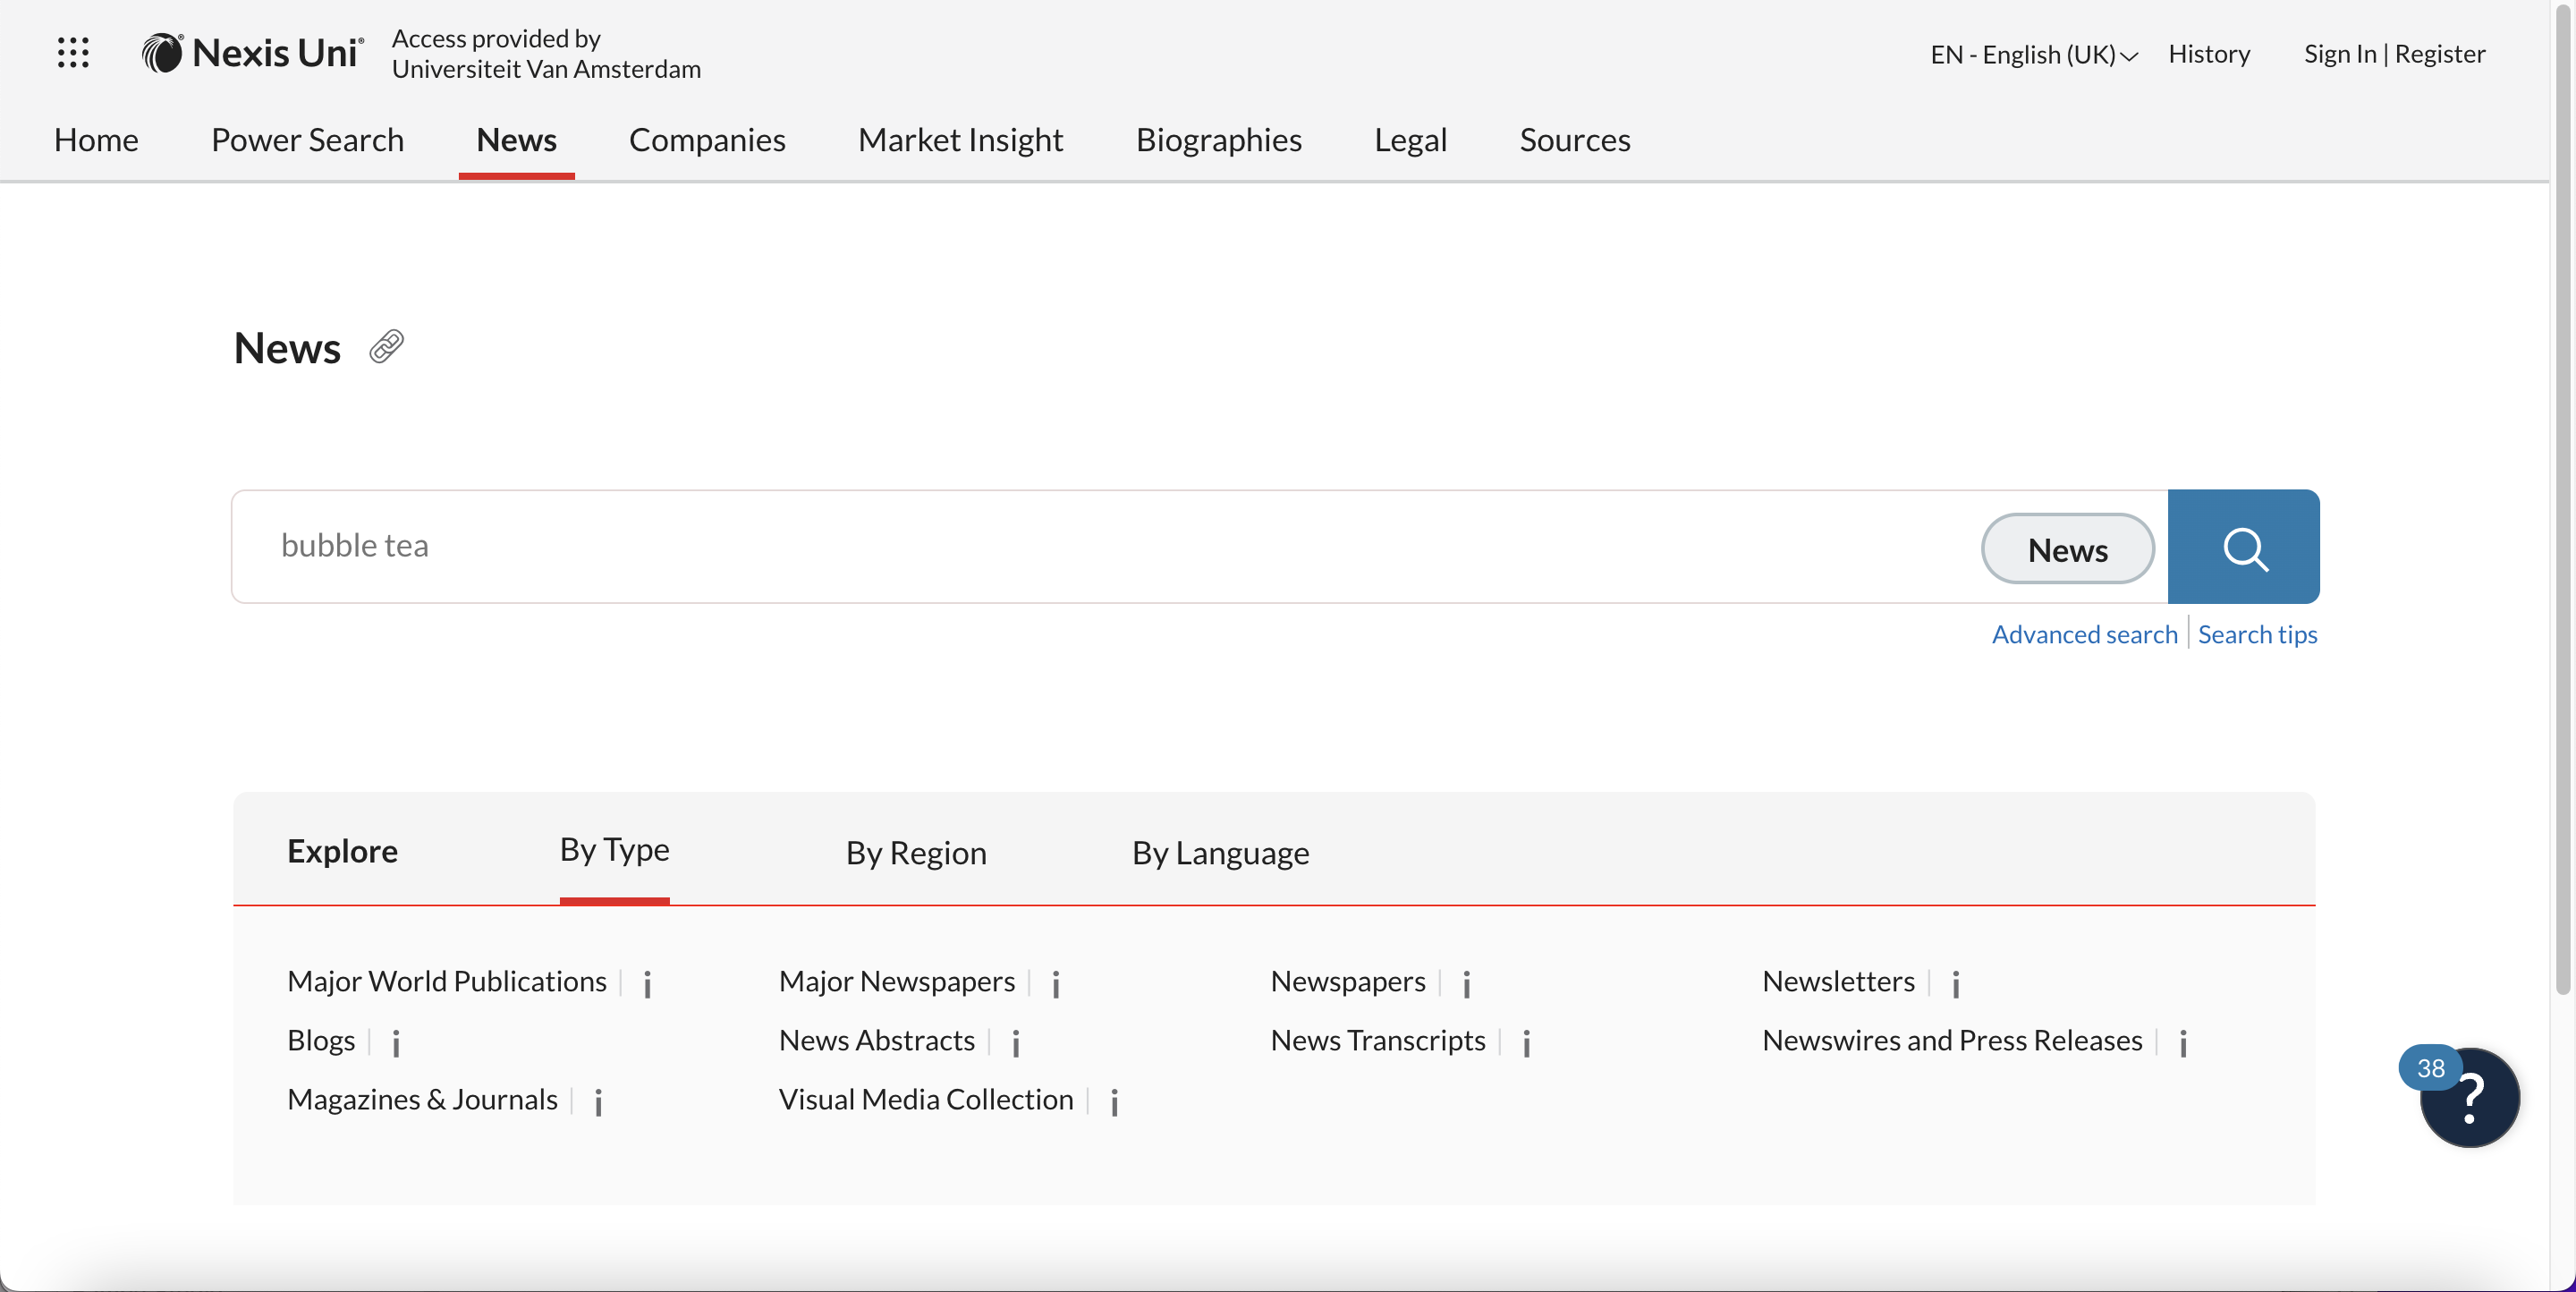 Nexis Uni®
Access provided by
Universiteit Van Amsterdam
EN - English (UK)
History
Sign In | Register
Home
Power Search
News
Companies
Market Insight
Biographies
Legal
Sources
News
bubble tea
News
Advanced search
Search tips
Explore
By Type
By Region
By Language
Major World Publications
Major Newspapers
Newspapers
Newsletters
Blogs
News Abstracts
News Transcripts
Newswires and Press Releases
Magazines & Journals
Visual Media Collection
38
?